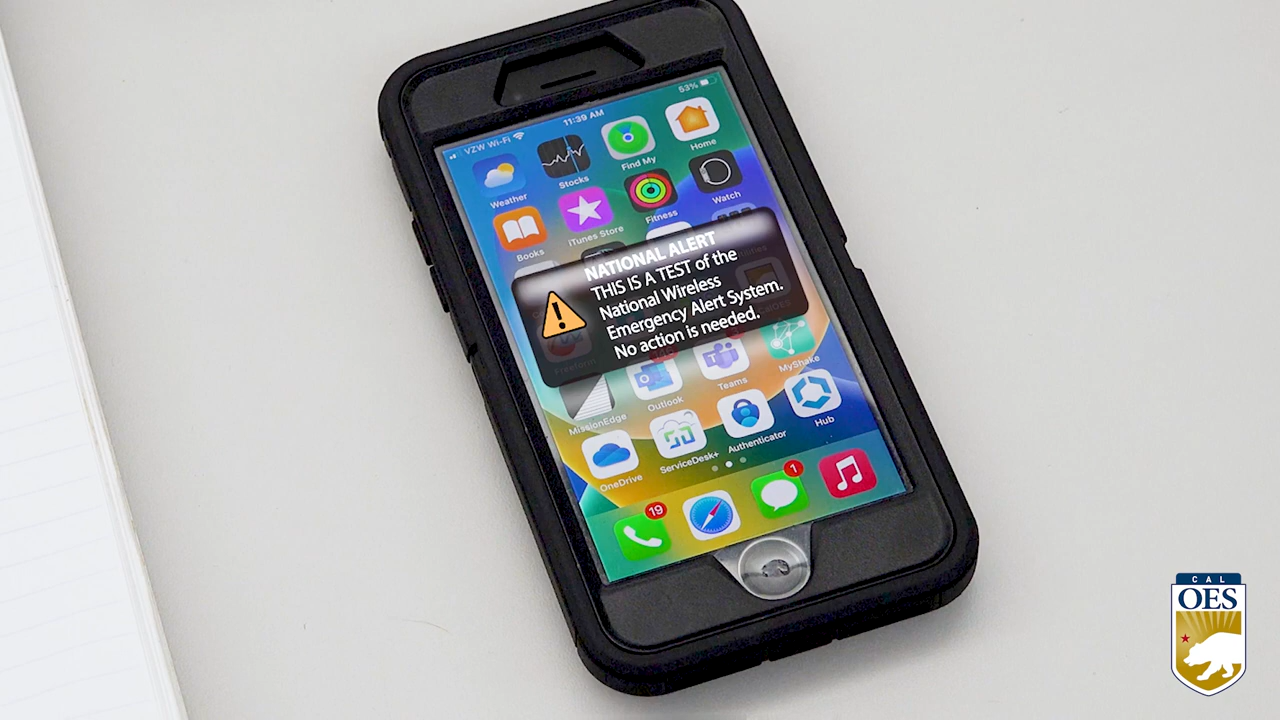 VZW Wi-Fi 11:39 AM 53%
Weather Stocks Find My Home
Books iTunes Store Fitness Watch
NATIONAL ALERT
THIS IS A TEST of the
National Wireless
Emergency Alert System.
No action is needed.
MissionEdge Outlook Teams MyShake
OneDrive ServiceDesk+ Authenticator Hub
19 1
CAL
OES